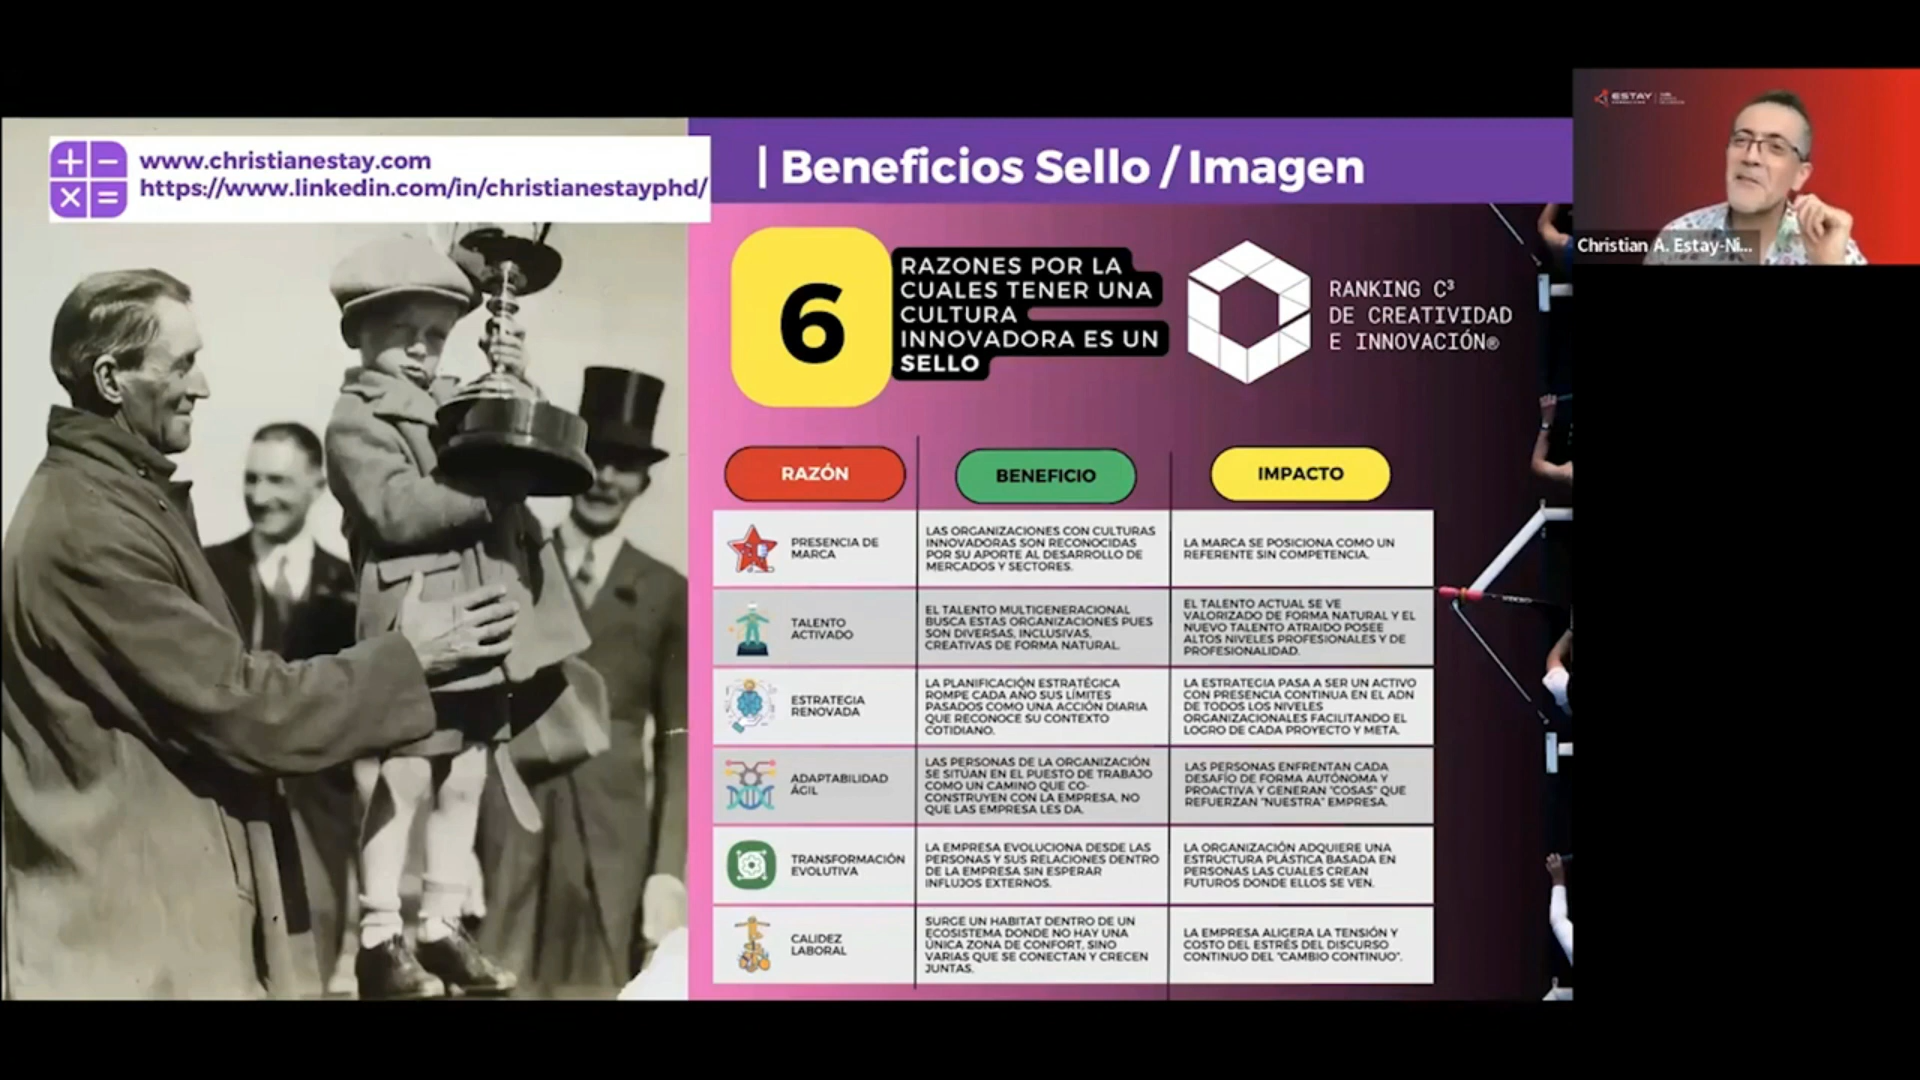 www.christianestay.com
https://www.linkedin.com/in/christianestayphd/
| Beneficios Sello / Imagen
6
RAZONES POR LA
CUALES TENER UNA
CULTURA
INNOVADORA ES UN
SELLO
RANKING C³
DE CREATIVIDAD
E INNOVACIÓN®
ESTAY
Christian A. Estay-Ni...
RAZÓN
BENEFICIO
IMPACTO
PRESENCIA DE
MARCA
LAS ORGANIZACIONES CON CULTURAS
INNOVADORAS SON RECONOCIDAS
POR SU APORTE AL DESARROLLO DE
MERCADOS Y SECTORES.
LA MARCA SE POSICIONA COMO UN
REFERENTE SIN COMPETENCIA.
TALENTO
ACTIVADO
EL TALENTO MULTIGENERACIONAL
BUSCA ESTAS ORGANIZACIONES PUES
SON DIVERSAS, INCLUSIVAS,
CREATIVAS DE FORMA NATURAL.
EL TALENTO ACTUAL SE VE
VALORIZADO DE FORMA NATURAL Y EL
NUEVO TALENTO ATRAIDO POSEE
ALTOS NIVELES PROFESIONALES Y DE
PROFESIONALIDAD.
ESTRATEGIA
RENOVADA
LA PLANIFICACIÓN ESTRATÉGICA
ROMPE CADA AÑO SUS LÍMITES
PASADOS COMO UNA ACCIÓN DIARIA
QUE RECONOCE SU CONTEXTO
COTIDIANO.
LA ESTRATEGIA PASA A SER UN ACTIVO
CON PRESENCIA CONTINUA EN EL ADN
DE TODOS LOS NIVELES
ORGANIZACIONALES FACILITANDO EL
LOGRO DE CADA PROYECTO Y META.
ADAPTABILIDAD
ÁGIL
LAS PERSONAS DE LA ORGANIZACIÓN
SE SITÚAN EN EL PUESTO DE TRABAJO
COMO UN CAMINO QUE CO-
CONSTRUYEN CON LA EMPRESA, NO
QUE LAS EMPRESA LES DA.
LAS PERSONAS ENFRENTAN CADA
DESAFÍO DE FORMA AUTÓNOMA Y
PROACTIVA Y GENERAN "COSAS" QUE
REFUERZAN "NUESTRA" EMPRESA.
TRANSFORMACIÓN
EVOLUTIVA
LA EMPRESA EVOLUCIONA DESDE LAS
PERSONAS Y SUS RELACIONES DENTRO
DE LA EMPRESA SIN ESPERAR
INFLUJOS EXTERNOS.
LA ORGANIZACIÓN ADQUIERE UNA
ESTRUCTURA PLÁSTICA BASADA EN
PERSONAS LAS CUALES CREAN
FUTUROS DONDE ELLOS SE VEN.
CALIDEZ
LABORAL
SURGE UN HABITAT DENTRO DE UN
ECOSISTEMA DONDE NO HAY UNA
ÚNICA ZONA DE CONFORT, SINO
VARIAS QUE SE CONECTAN Y CRECEN
JUNTAS.
LA EMPRESA ALIGERA LA TENSIÓN Y
COSTO DEL ESTRÉS DEL DISCURSO
CONTINUO DEL "CAMBIO CONTINUO".